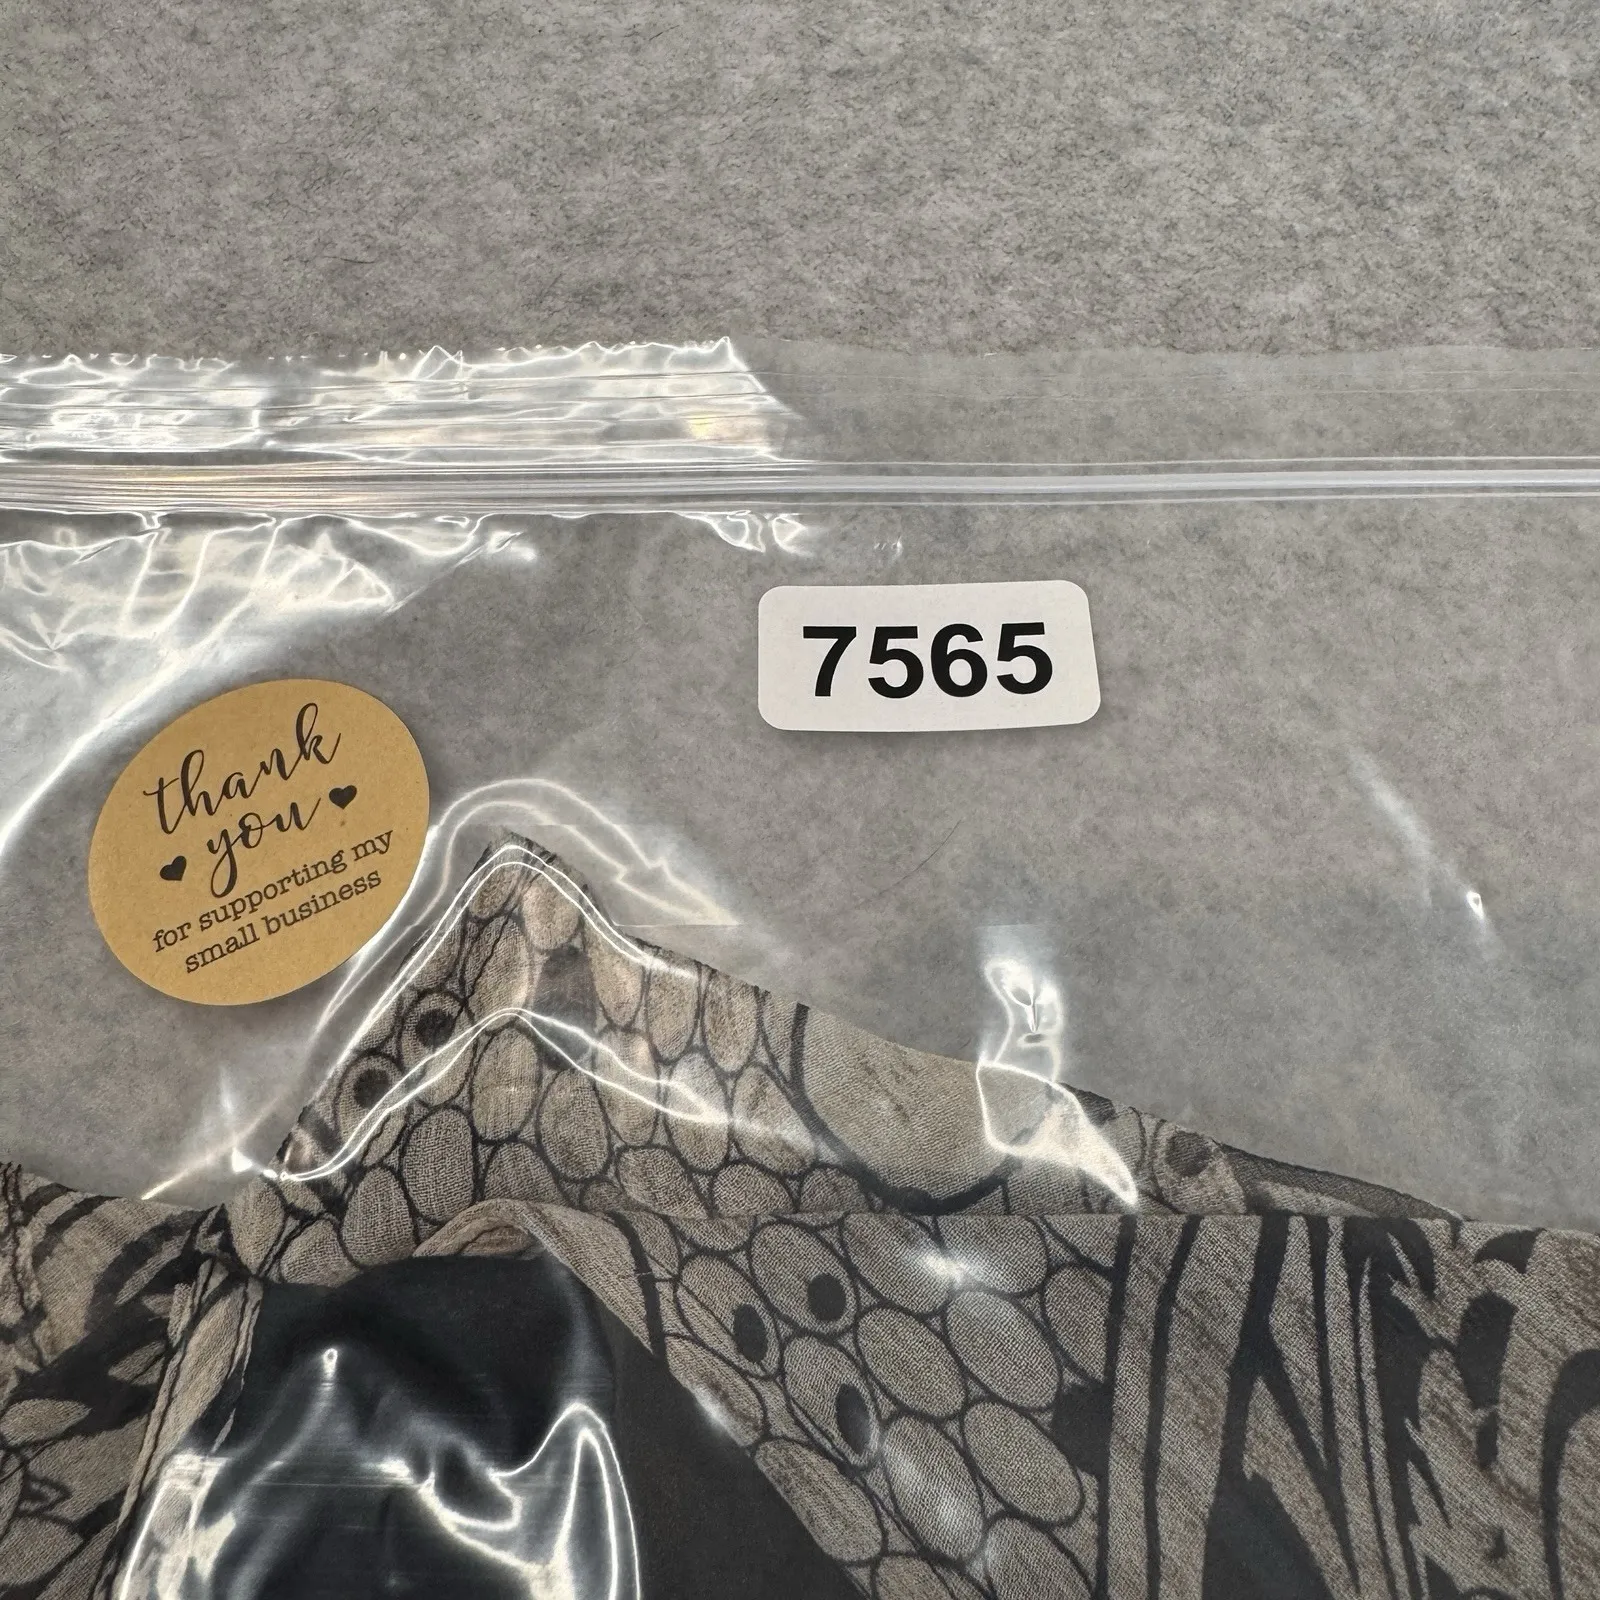 7565
thank
you
for supporting my
small business